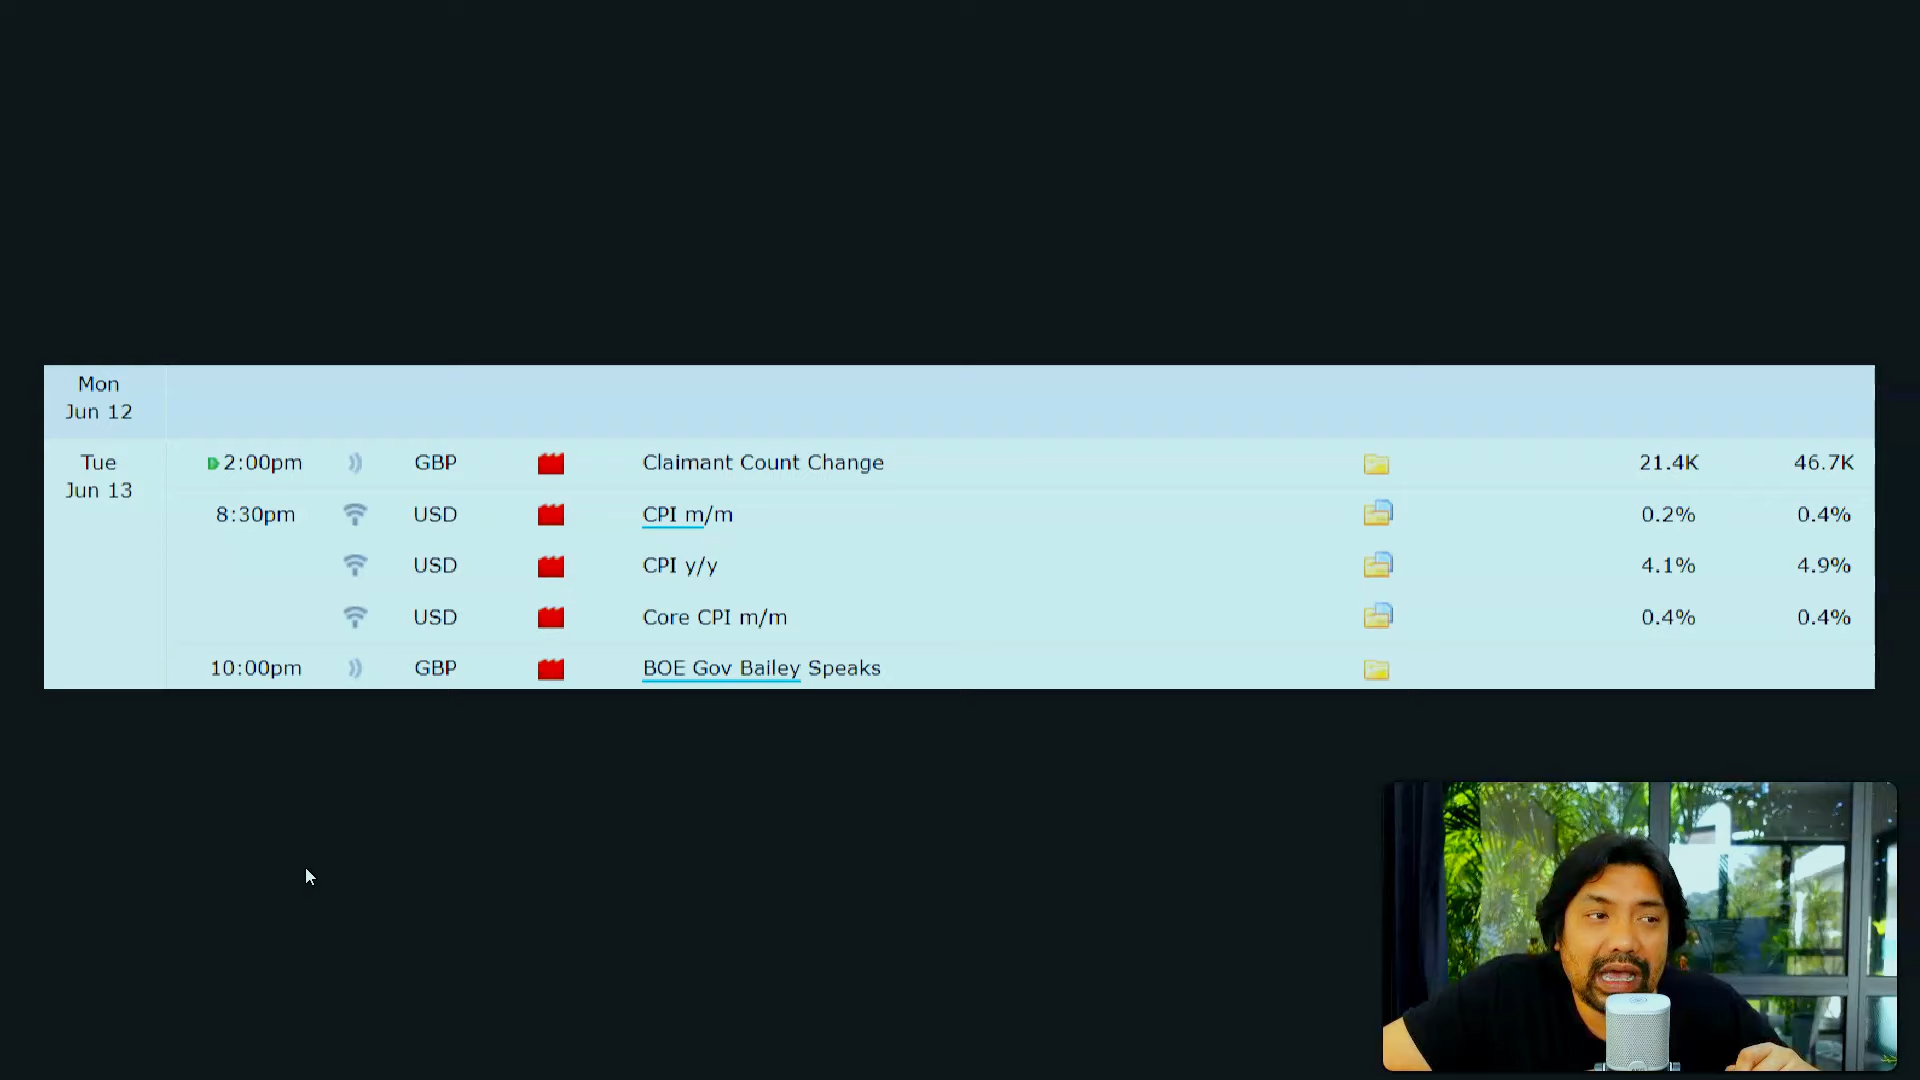 Mon
Jun 12
Tue
Jun 13
2:00pm GBP Claimant Count Change 21.4K 46.7K
8:30pm USD CPI m/m 0.2% 0.4%
USD CPI y/y 4.1% 4.9%
USD Core CPI m/m 0.4% 0.4%
10:00pm GBP BOE Gov Bailey Speaks